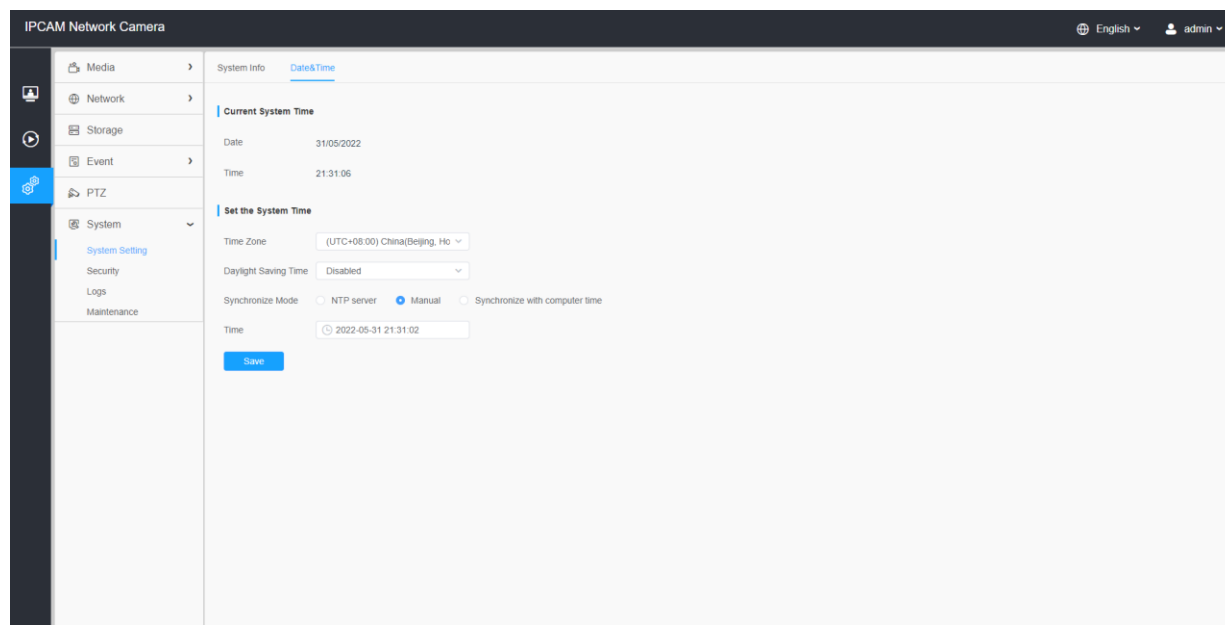 IPCAM Network Camera
English
admin
Media
Network
Storage
Event
PTZ
System
System Setting
Security
Logs
Maintenance
System Info Date&Time
Current System Time
Date 31/05/2022
Time 21:31:06
Set the System Time
Time Zone (UTC+08:00) China(Beijing, Ho
Daylight Saving Time Disabled
Synchronize Mode NTP server Manual Synchronize with computer time
Time 2022-05-31 21:31:02
Save